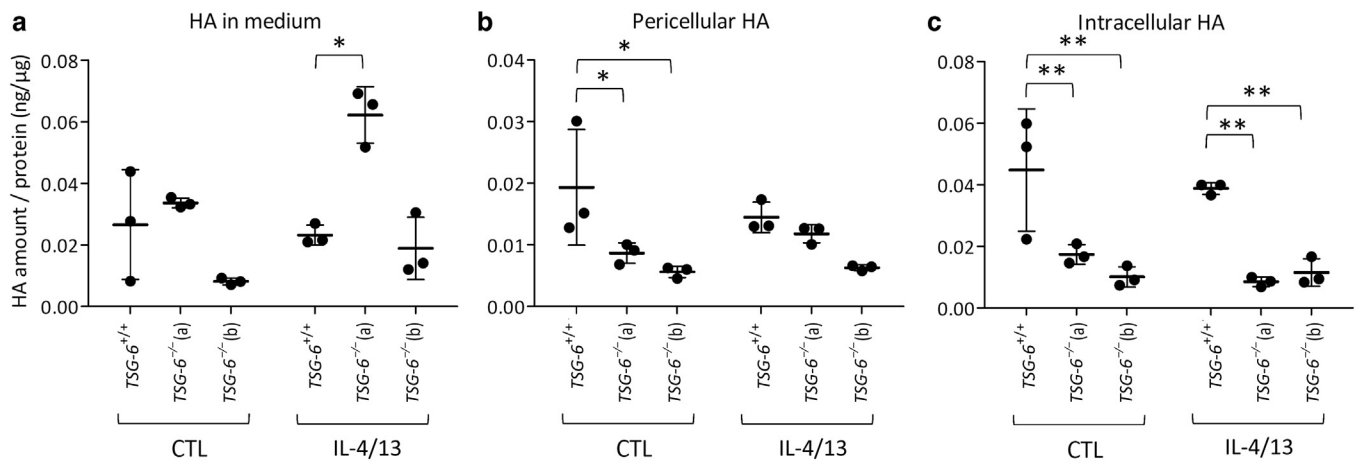 a
HA in medium
HA amount / protein (ng/µg)
0.08
0.06
0.04
0.02
0.00
*
TSG-6+/+
TSG-6−/− (a)
TSG-6−/− (b)
TSG-6+/+
TSG-6−/− (a)
TSG-6−/− (b)
CTL
IL-4/13
b
Pericellular HA
0.04
0.03
0.02
0.01
0.00
*
*
TSG-6+/+
TSG-6−/− (a)
TSG-6−/− (b)
TSG-6+/+
TSG-6−/− (a)
TSG-6−/− (b)
CTL
IL-4/13
c
Intracellular HA
0.08
0.06
0.04
0.02
0.00
**
**
**
**
TSG-6+/+
TSG-6−/− (a)
TSG-6−/− (b)
TSG-6+/+
TSG-6−/− (a)
TSG-6−/− (b)
CTL
IL-4/13